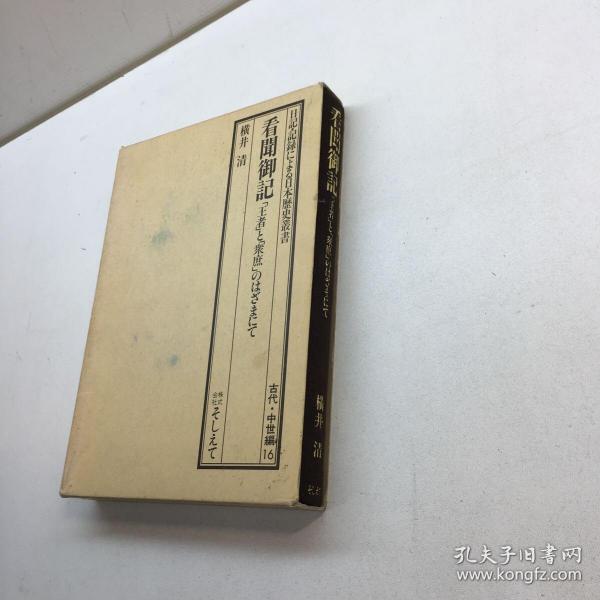 日記・記録による日本歴史叢書
古代・中世編16
看聞御記「王者」と「衆庶」のはざまにて
横井 清
株式会社そしえて
看聞御記「王者」と「衆庶」のはざまにて
横井 清
孔夫子旧书网
www.kongfz.com